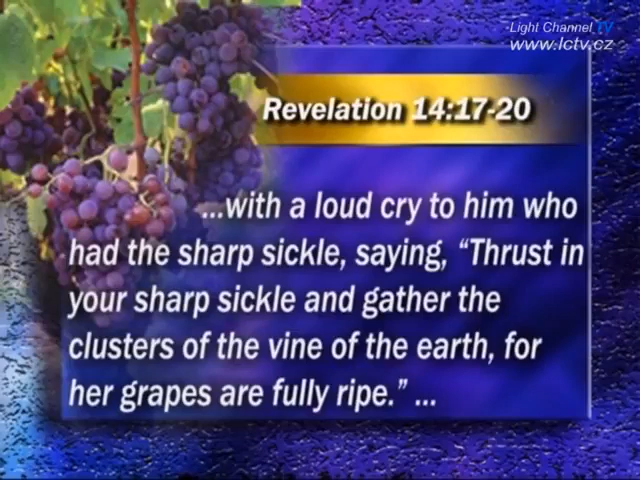 Light Channel TV
www.lctv.cz
Revelation 14:17-20
...with a loud cry to him who
had the sharp sickle, saying, “Thrust in
your sharp sickle and gather the
clusters of the vine of the earth, for
her grapes are fully ripe.” ...